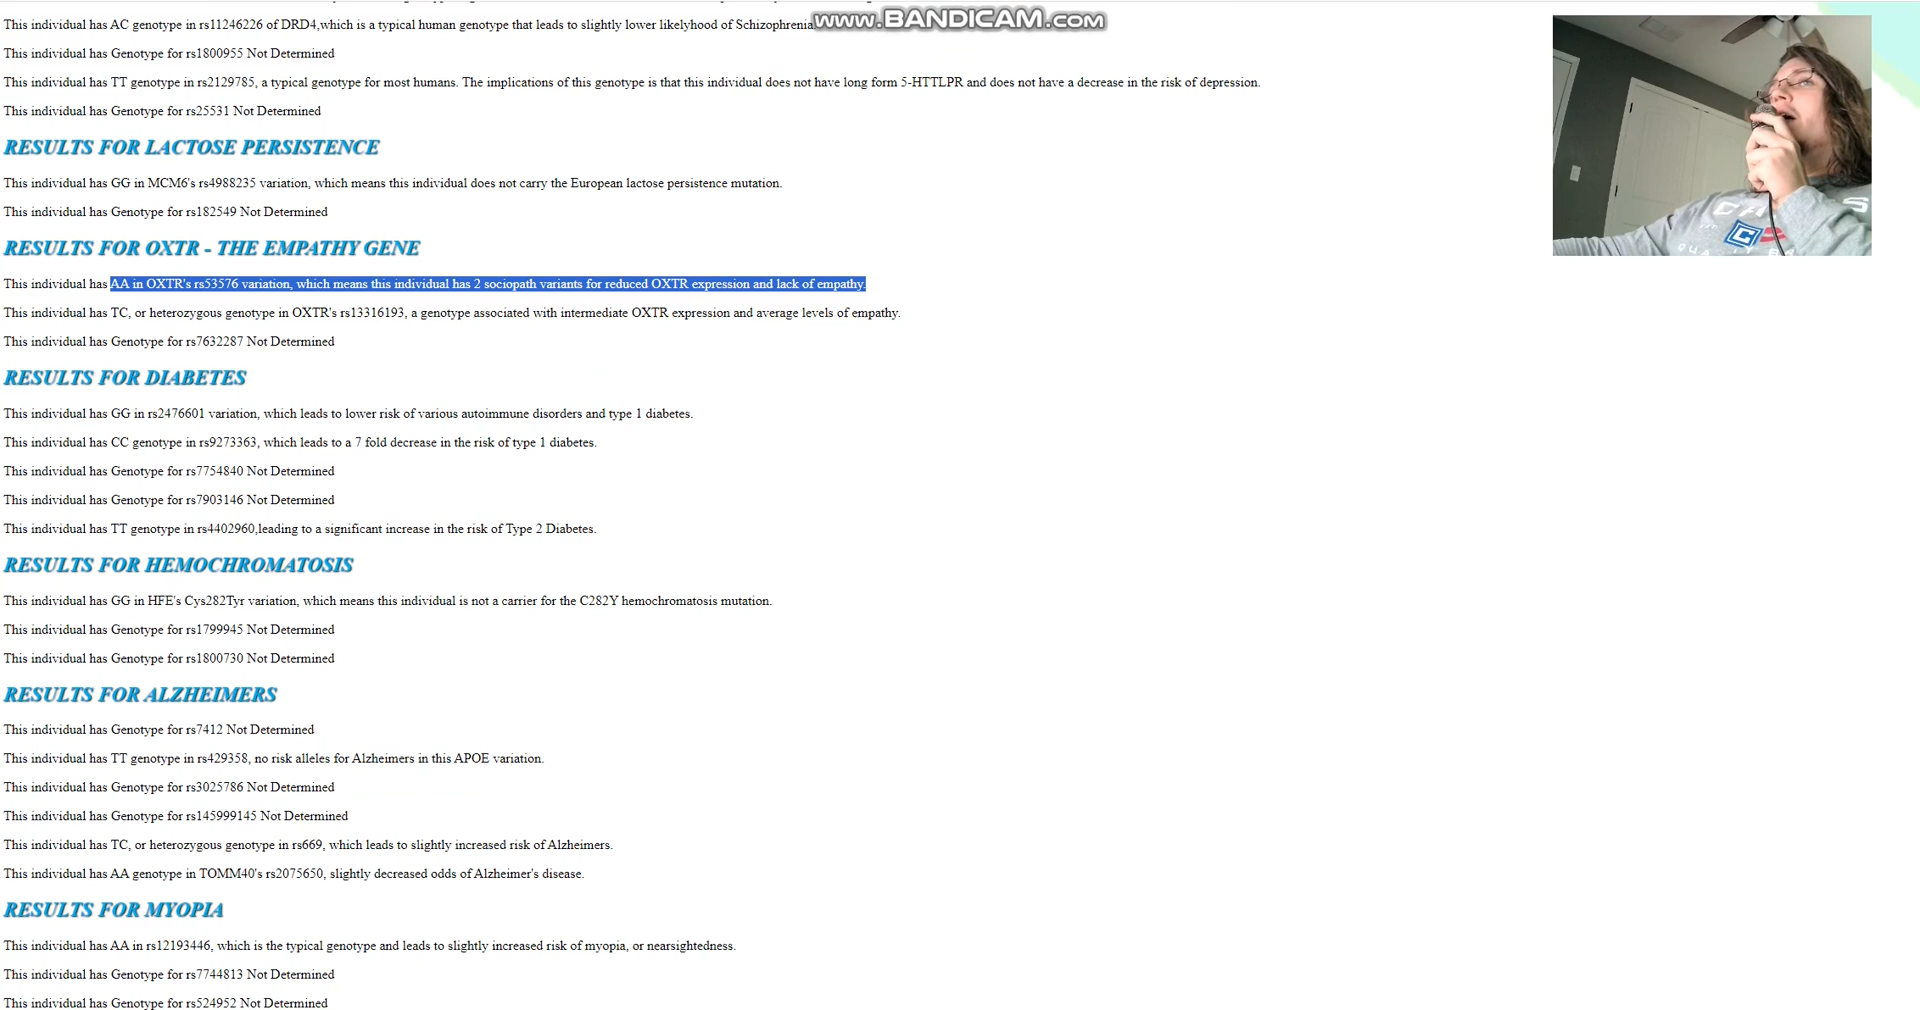 This individual has AC genotype in rs11246226 of DRD4,which is a typical human genotype that leads to slightly lower likelyhood of Schizophrenia
www.BANDICAM.com
This individual has Genotype for rs1800955 Not Determined
This individual has TT genotype in rs2129785, a typical genotype for most humans. The implications of this genotype is that this individual does not have long form 5-HTTLPR and does not have a decrease in the risk of depression.
This individual has Genotype for rs25531 Not Determined
RESULTS FOR LACTOSE PERSISTENCE
This individual has GG in MCM6's rs4988235 variation, which means this individual does not carry the European lactose persistence mutation.
This individual has Genotype for rs182549 Not Determined
RESULTS FOR OXTR - THE EMPATHY GENE
This individual has AA in OXTR's rs53576 variation, which means this individual has 2 sociopath variants for reduced OXTR expression and lack of empathy.
This individual has TC, or heterozygous genotype in OXTR's rs13316193, a genotype associated with intermediate OXTR expression and average levels of empathy.
This individual has Genotype for rs7632287 Not Determined
RESULTS FOR DIABETES
This individual has GG in rs2476601 variation, which leads to lower risk of various autoimmune disorders and type 1 diabetes.
This individual has CC genotype in rs9273363, which leads to a 7 fold decrease in the risk of type 1 diabetes.
This individual has Genotype for rs7754840 Not Determined
This individual has Genotype for rs7903146 Not Determined
This individual has TT genotype in rs4402960,leading to a significant increase in the risk of Type 2 Diabetes.
RESULTS FOR HEMOCHROMATOSIS
This individual has GG in HFE's Cys282Tyr variation, which means this individual is not a carrier for the C282Y hemochromatosis mutation.
This individual has Genotype for rs1799945 Not Determined
This individual has Genotype for rs1800730 Not Determined
RESULTS FOR ALZHEIMERS
This individual has Genotype for rs7412 Not Determined
This individual has TT genotype in rs429358, no risk alleles for Alzheimers in this APOE variation.
This individual has Genotype for rs3025786 Not Determined
This individual has Genotype for rs145999145 Not Determined
This individual has TC, or heterozygous genotype in rs669, which leads to slightly increased risk of Alzheimers.
This individual has AA genotype in TOMM40's rs2075650, slightly decreased odds of Alzheimer's disease.
RESULTS FOR MYOPIA
This individual has AA in rs12193446, which is the typical genotype and leads to slightly increased risk of myopia, or nearsightedness.
This individual has Genotype for rs7744813 Not Determined
This individual has Genotype for rs524952 Not Determined